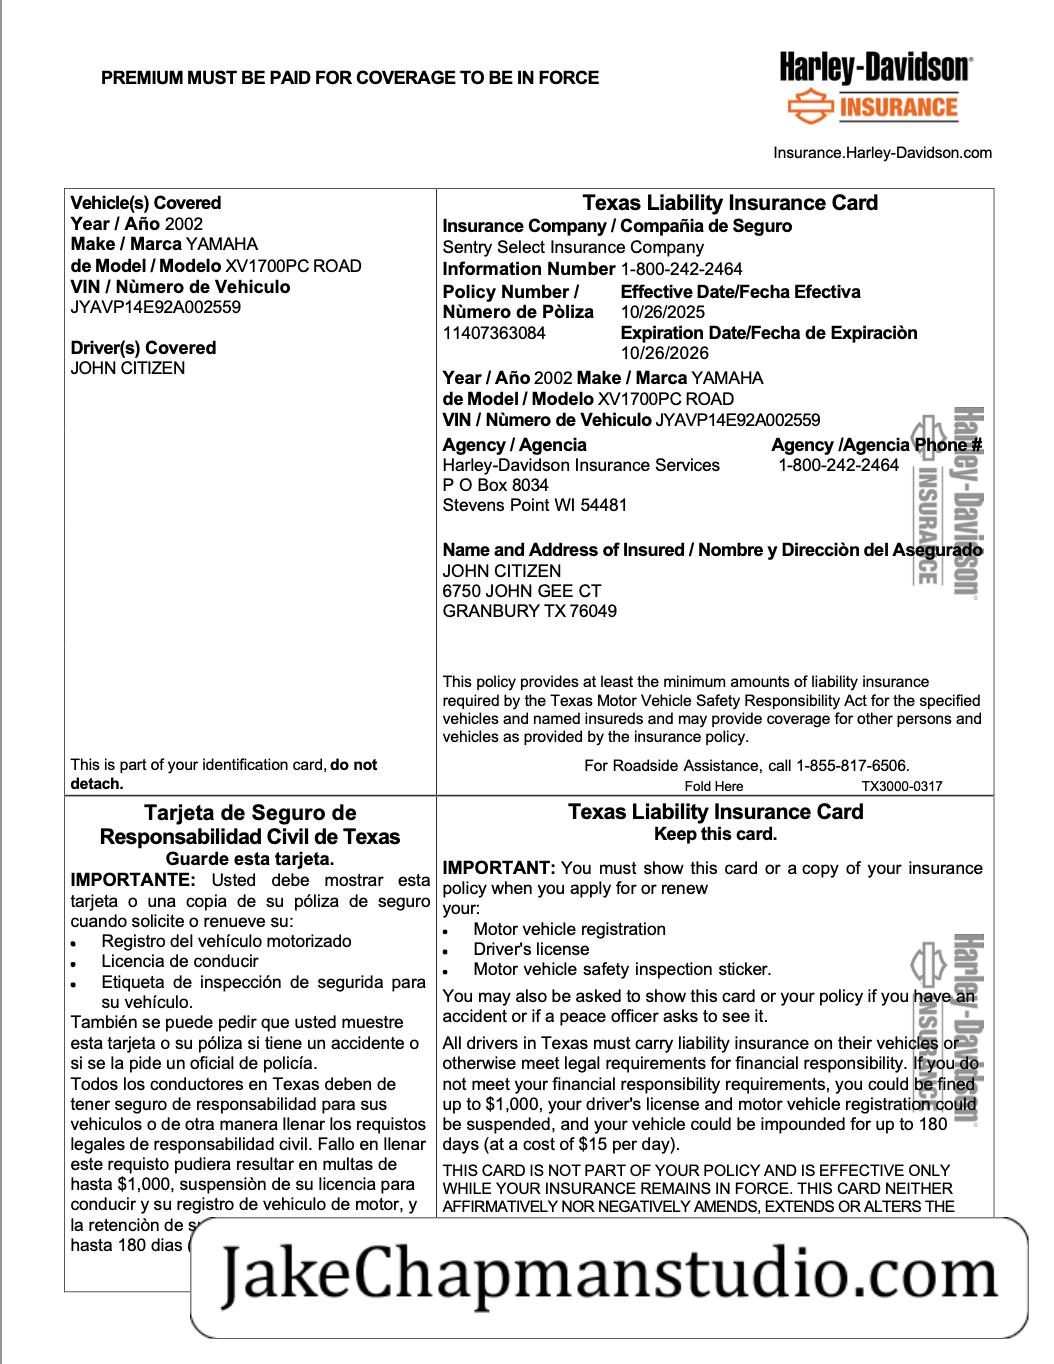 PREMIUM MUST BE PAID FOR COVERAGE TO BE IN FORCE
Harley-Davidson
INSURANCE
Insurance.Harley-Davidson.com
Vehicle(s) Covered
Year / Año 2002
Make / Marca YAMAHA
de Model / Modelo XV1700PC ROAD
VIN / Nùmero de Vehiculo
JYAVP14E92A002559
Driver(s) Covered
JOHN CITIZEN
This is part of your identification card, do not
detach.
Texas Liability Insurance Card
Insurance Company / Compañia de Seguro
Sentry Select Insurance Company
Information Number 1-800-242-2464
Policy Number / Effective Date/Fecha Efectiva
Nùmero de Pòliza 10/26/2025
11407363084 Expiration Date/Fecha de Expiraciòn
10/26/2026
Year / Año 2002 Make / Marca YAMAHA
de Model / Modelo XV1700PC ROAD
VIN / Nùmero de Vehiculo JYAVP14E92A002559
Agency / Agencia Agency /Agencia Phone #
Harley-Davidson Insurance Services 1-800-242-2464
P O Box 8034
Stevens Point WI 54481
Name and Address of Insured / Nombre y Direcciòn del Asegurado
JOHN CITIZEN
6750 JOHN GEE CT
GRANBURY TX 76049
Harley-Davidson
INSURANCE
This policy provides at least the minimum amounts of liability insurance
required by the Texas Motor Vehicle Safety Responsibility Act for the specified
vehicles and named insureds and may provide coverage for other persons and
vehicles as provided by the insurance policy.
For Roadside Assistance, call 1-855-817-6506.
Fold Here TX3000-0317
Tarjeta de Seguro de
Responsabilidad Civil de Texas
Guarde esta tarjeta.
IMPORTANTE: Usted debe mostrar esta
tarjeta o una copia de su póliza de seguro
cuando solicite o renueve su:
• Registro del vehículo motorizado
• Licencia de conducir
• Etiqueta de inspección de segurida para
su vehículo.
También se puede pedir que usted muestre
esta tarjeta o su póliza si tiene un accidente o
si se la pide un oficial de policía.
Todos los conductores en Texas deben de
tener seguro de responsabilidad para sus
vehiculos o de otra manera llenar los requistos
legales de responsabilidad civil. Fallo en llenar
este requisto pudiera resultar en multas de
hasta $1,000, suspensiòn de su licencia para
conducir y su registro de vehiculo de motor, y
la retenciòn de
hasta 180 dias (
Texas Liability Insurance Card
Keep this card.
IMPORTANT: You must show this card or a copy of your insurance
policy when you apply for or renew
your:
• Motor vehicle registration
• Driver's license
• Motor vehicle safety inspection sticker.
You may also be asked to show this card or your policy if you have an
accident or if a peace officer asks to see it.
All drivers in Texas must carry liability insurance on their vehicles or
otherwise meet legal requirements for financial responsibility. If you do
not meet your financial responsibility requirements, you could be fined
up to $1,000, your driver's license and motor vehicle registration could
be suspended, and your vehicle could be impounded for up to 180
days (at a cost of $15 per day).
THIS CARD IS NOT PART OF YOUR POLICY AND IS EFFECTIVE ONLY
WHILE YOUR INSURANCE REMAINS IN FORCE. THIS CARD NEITHER
AFFIRMATIVELY NOR NEGATIVELY AMENDS, EXTENDS OR ALTERS THE
Harley-Davidson
INSURANCE
JakeChapmanstudio.com